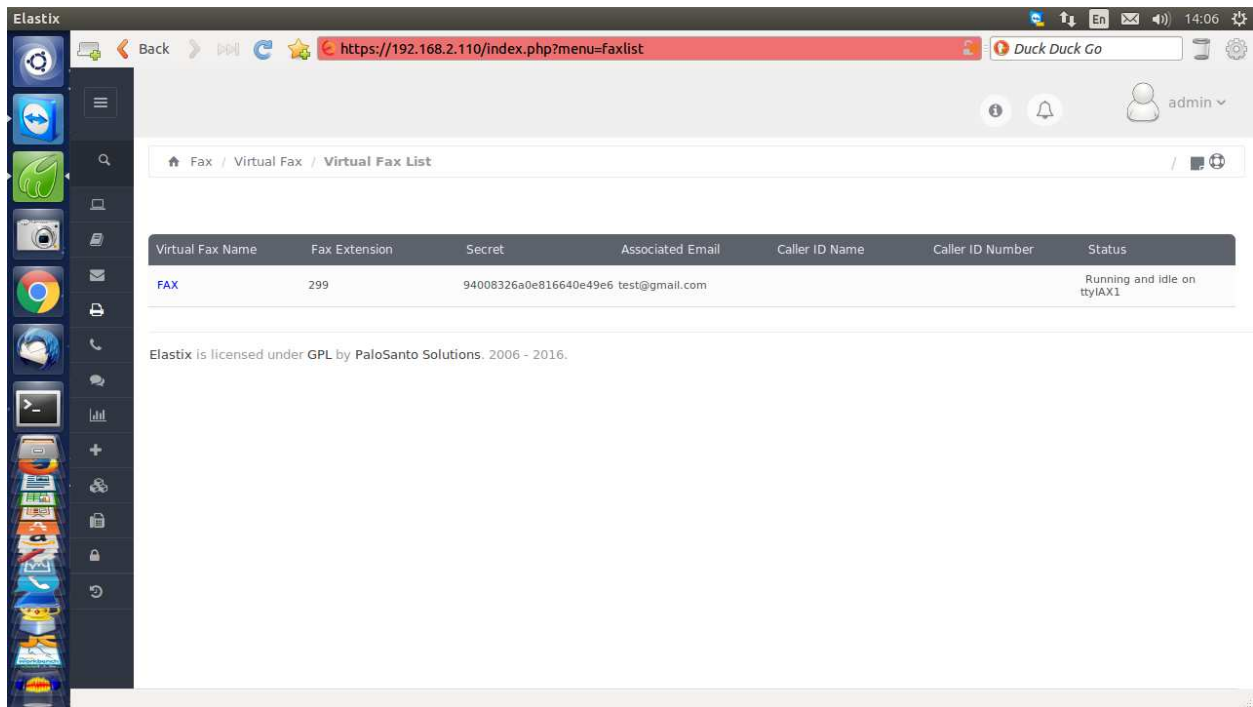 Elastix
En
14:06
Back
https://192.168.2.110/index.php?menu=faxlist
Duck Duck Go
admin
Fax / Virtual Fax / Virtual Fax List /
Virtual Fax Name Fax Extension Secret Associated Email Caller ID Name Caller ID Number Status
FAX 299 94008326a0e816640e49e6 test@gmail.com Running and idle on
ttyIAX1
Elastix is licensed under GPL by PaloSanto Solutions. 2006 - 2016.